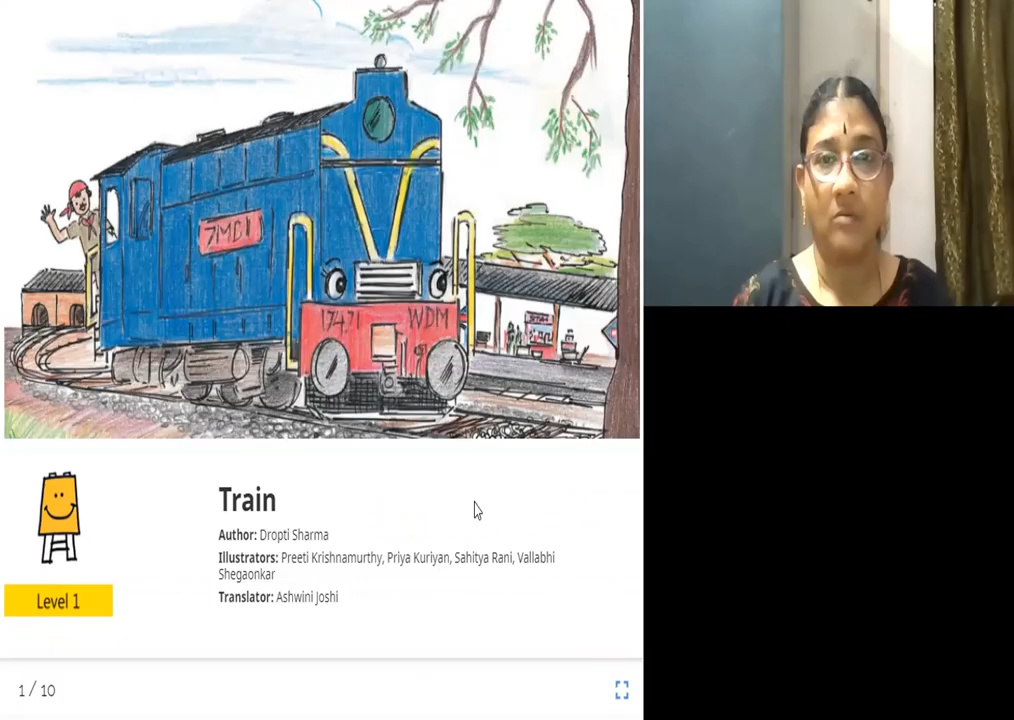 17471 WDM
Train
Author: Dropti Sharma
Illustrators: Preeti Krishnamurthy, Priya Kuriyan, Sahitya Rani, Vallabhi
Shegaonkar
Translator: Ashwini Joshi
Level 1
1 / 10